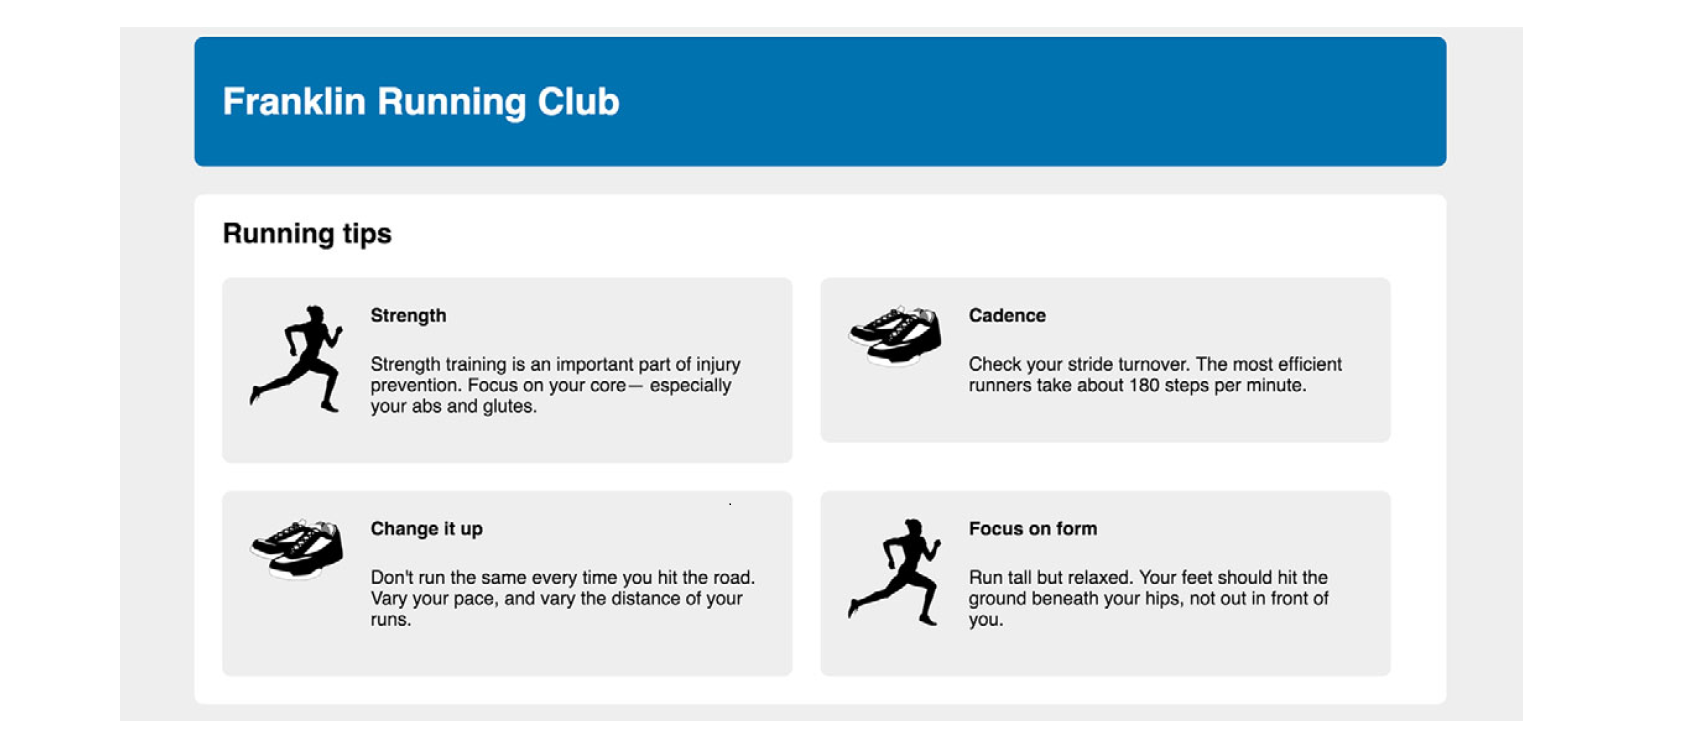 Franklin Running Club
Running tips
Strength
Strength training is an important part of injury
prevention. Focus on your core— especially
your abs and glutes.
Cadence
Check your stride turnover. The most efficient
runners take about 180 steps per minute.
Change it up
Don't run the same every time you hit the road.
Vary your pace, and vary the distance of your
runs.
Focus on form
Run tall but relaxed. Your feet should hit the
ground beneath your hips, not out in front of
you.